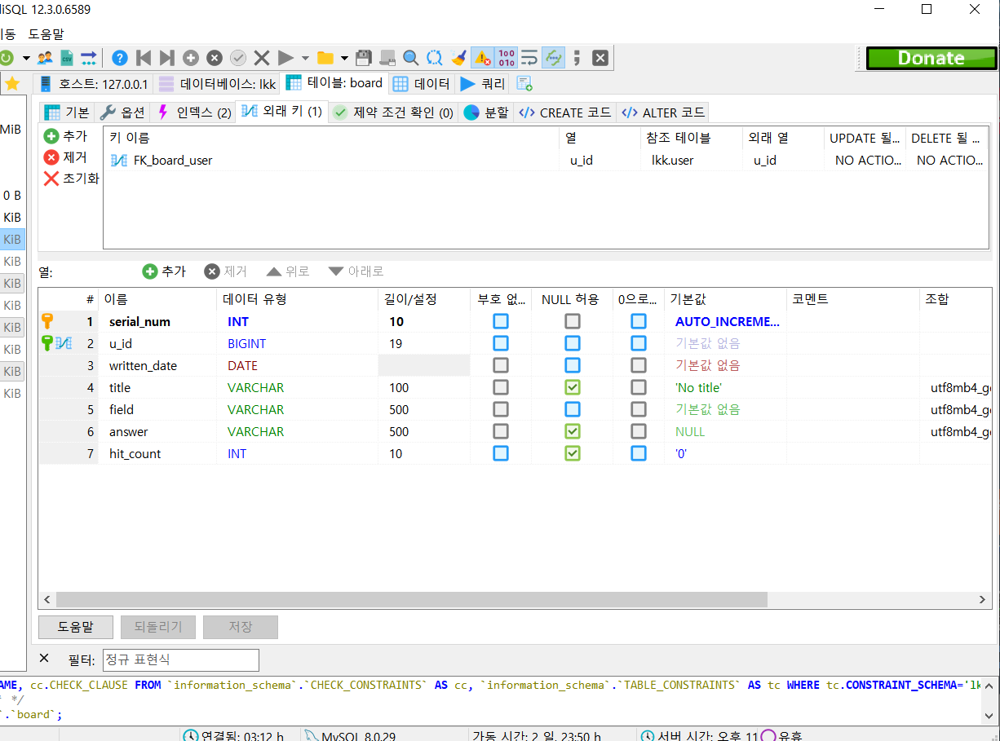 iSQL 12.3.0.6589
이동 도움말
Donate
호스트: 127.0.0.1 데이터베이스: lkk 테이블: board 데이터 쿼리
기본 옵션 인덱스 (2) 외래 키 (1) 제약 조건 확인 (0) 분할 CREATE 코드 ALTER 코드
MiB
0 B
KiB
KiB
KiB
KiB
KiB
KiB
KiB
KiB
KiB
추가
제거
초기화
키 이름 열 참조 테이블 외래 열 UPDATE 될... DELETE 될 ...
FK_board_user u_id lkk.user u_id NO ACTIO... NO ACTIO...
열: 추가 제거 위로 아래로
# 이름 데이터 유형 길이/설정 부호 없... NULL 허용 0으로... 기본값 코멘트 조합
1 serial_num INT 10 AUTO_INCREME...
2 u_id BIGINT 19 기본값 없음
3 written_date DATE 기본값 없음
4 title VARCHAR 100 'No title' utf8mb4_ge
5 field VARCHAR 500 기본값 없음 utf8mb4_ge
6 answer VARCHAR 500 NULL utf8mb4_ge
7 hit_count INT 10 '0'
도움말 되돌리기 저장
필터: 정규 표현식
AME, cc.CHECK_CLAUSE FROM `information_schema`.`CHECK_CONSTRAINTS` AS cc, `information_schema`.`TABLE_CONSTRAINTS` AS tc WHERE tc.CONSTRAINT_SCHEMA='lk
*/
`.`board`;
연결됨: 03:12 h MySQL 8.0.29 가동 시간: 2 일, 23:50 h 서버 시간: 오후 11 유휴